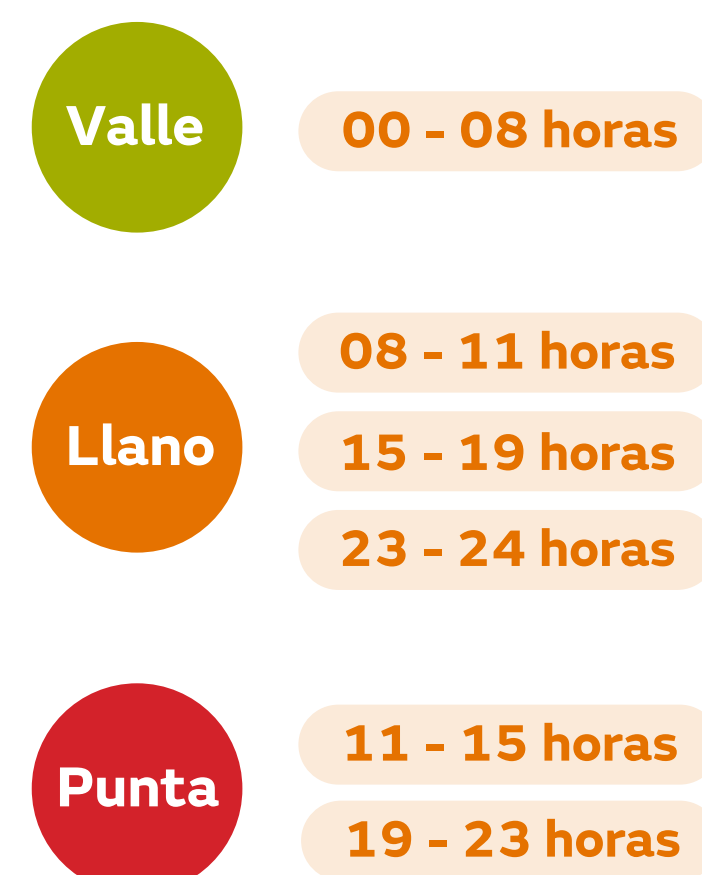 Valle
00 - 08 horas
Llano
08 - 11 horas
15 - 19 horas
23 - 24 horas
Punta
11 - 15 horas
19 - 23 horas